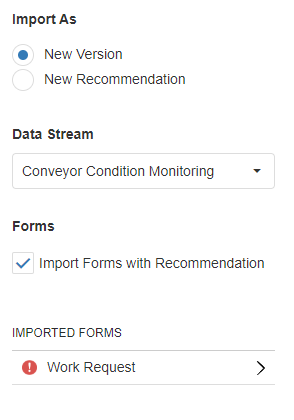 Import As
New Version
New Recommendation
Data Stream
Conveyor Condition Monitoring
Forms
Import Forms with Recommendation
IMPORTED FORMS
Work Request